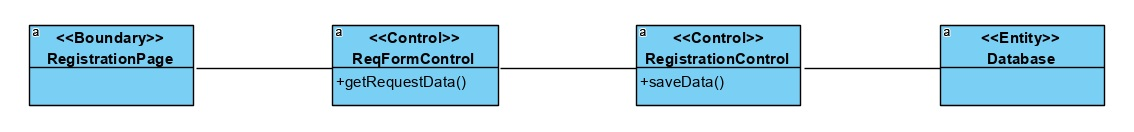 a
<<Boundary>>
RegistrationPage
a
<<Control>>
ReqFormControl
+getRequestData()
a
<<Control>>
RegistrationControl
+saveData()
a
<<Entity>>
Database